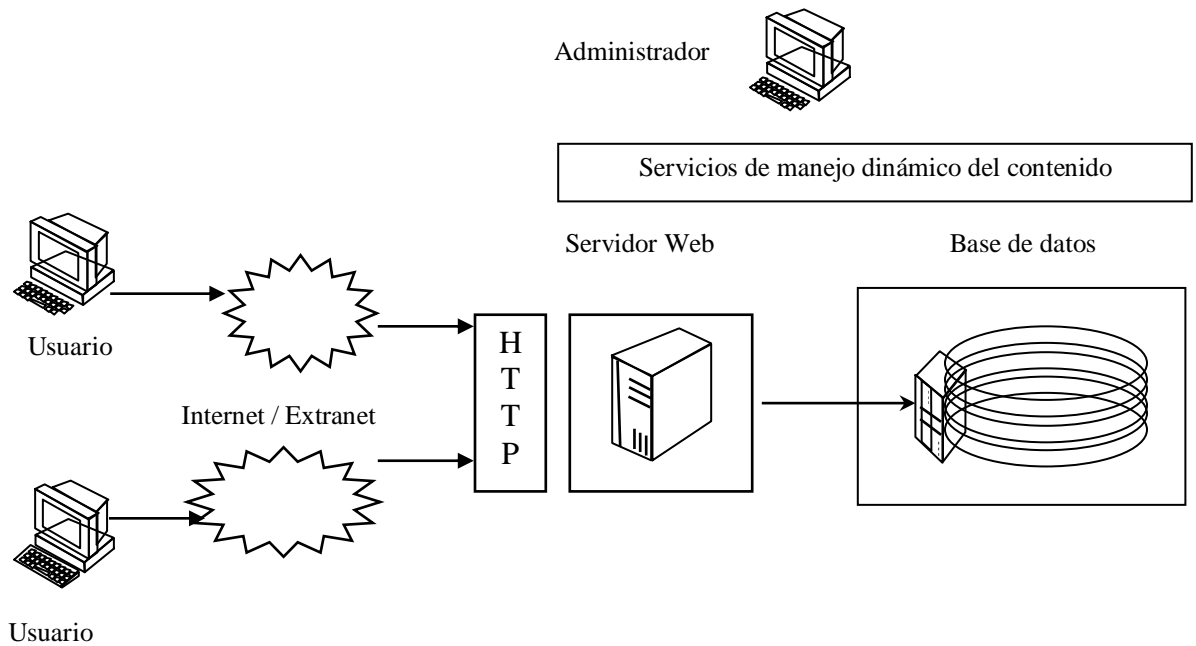 Administrador
Servicios de manejo dinámico del contenido
Servidor Web
Base de datos
Usuario
H
T
T
P
Internet / Extranet
Usuario